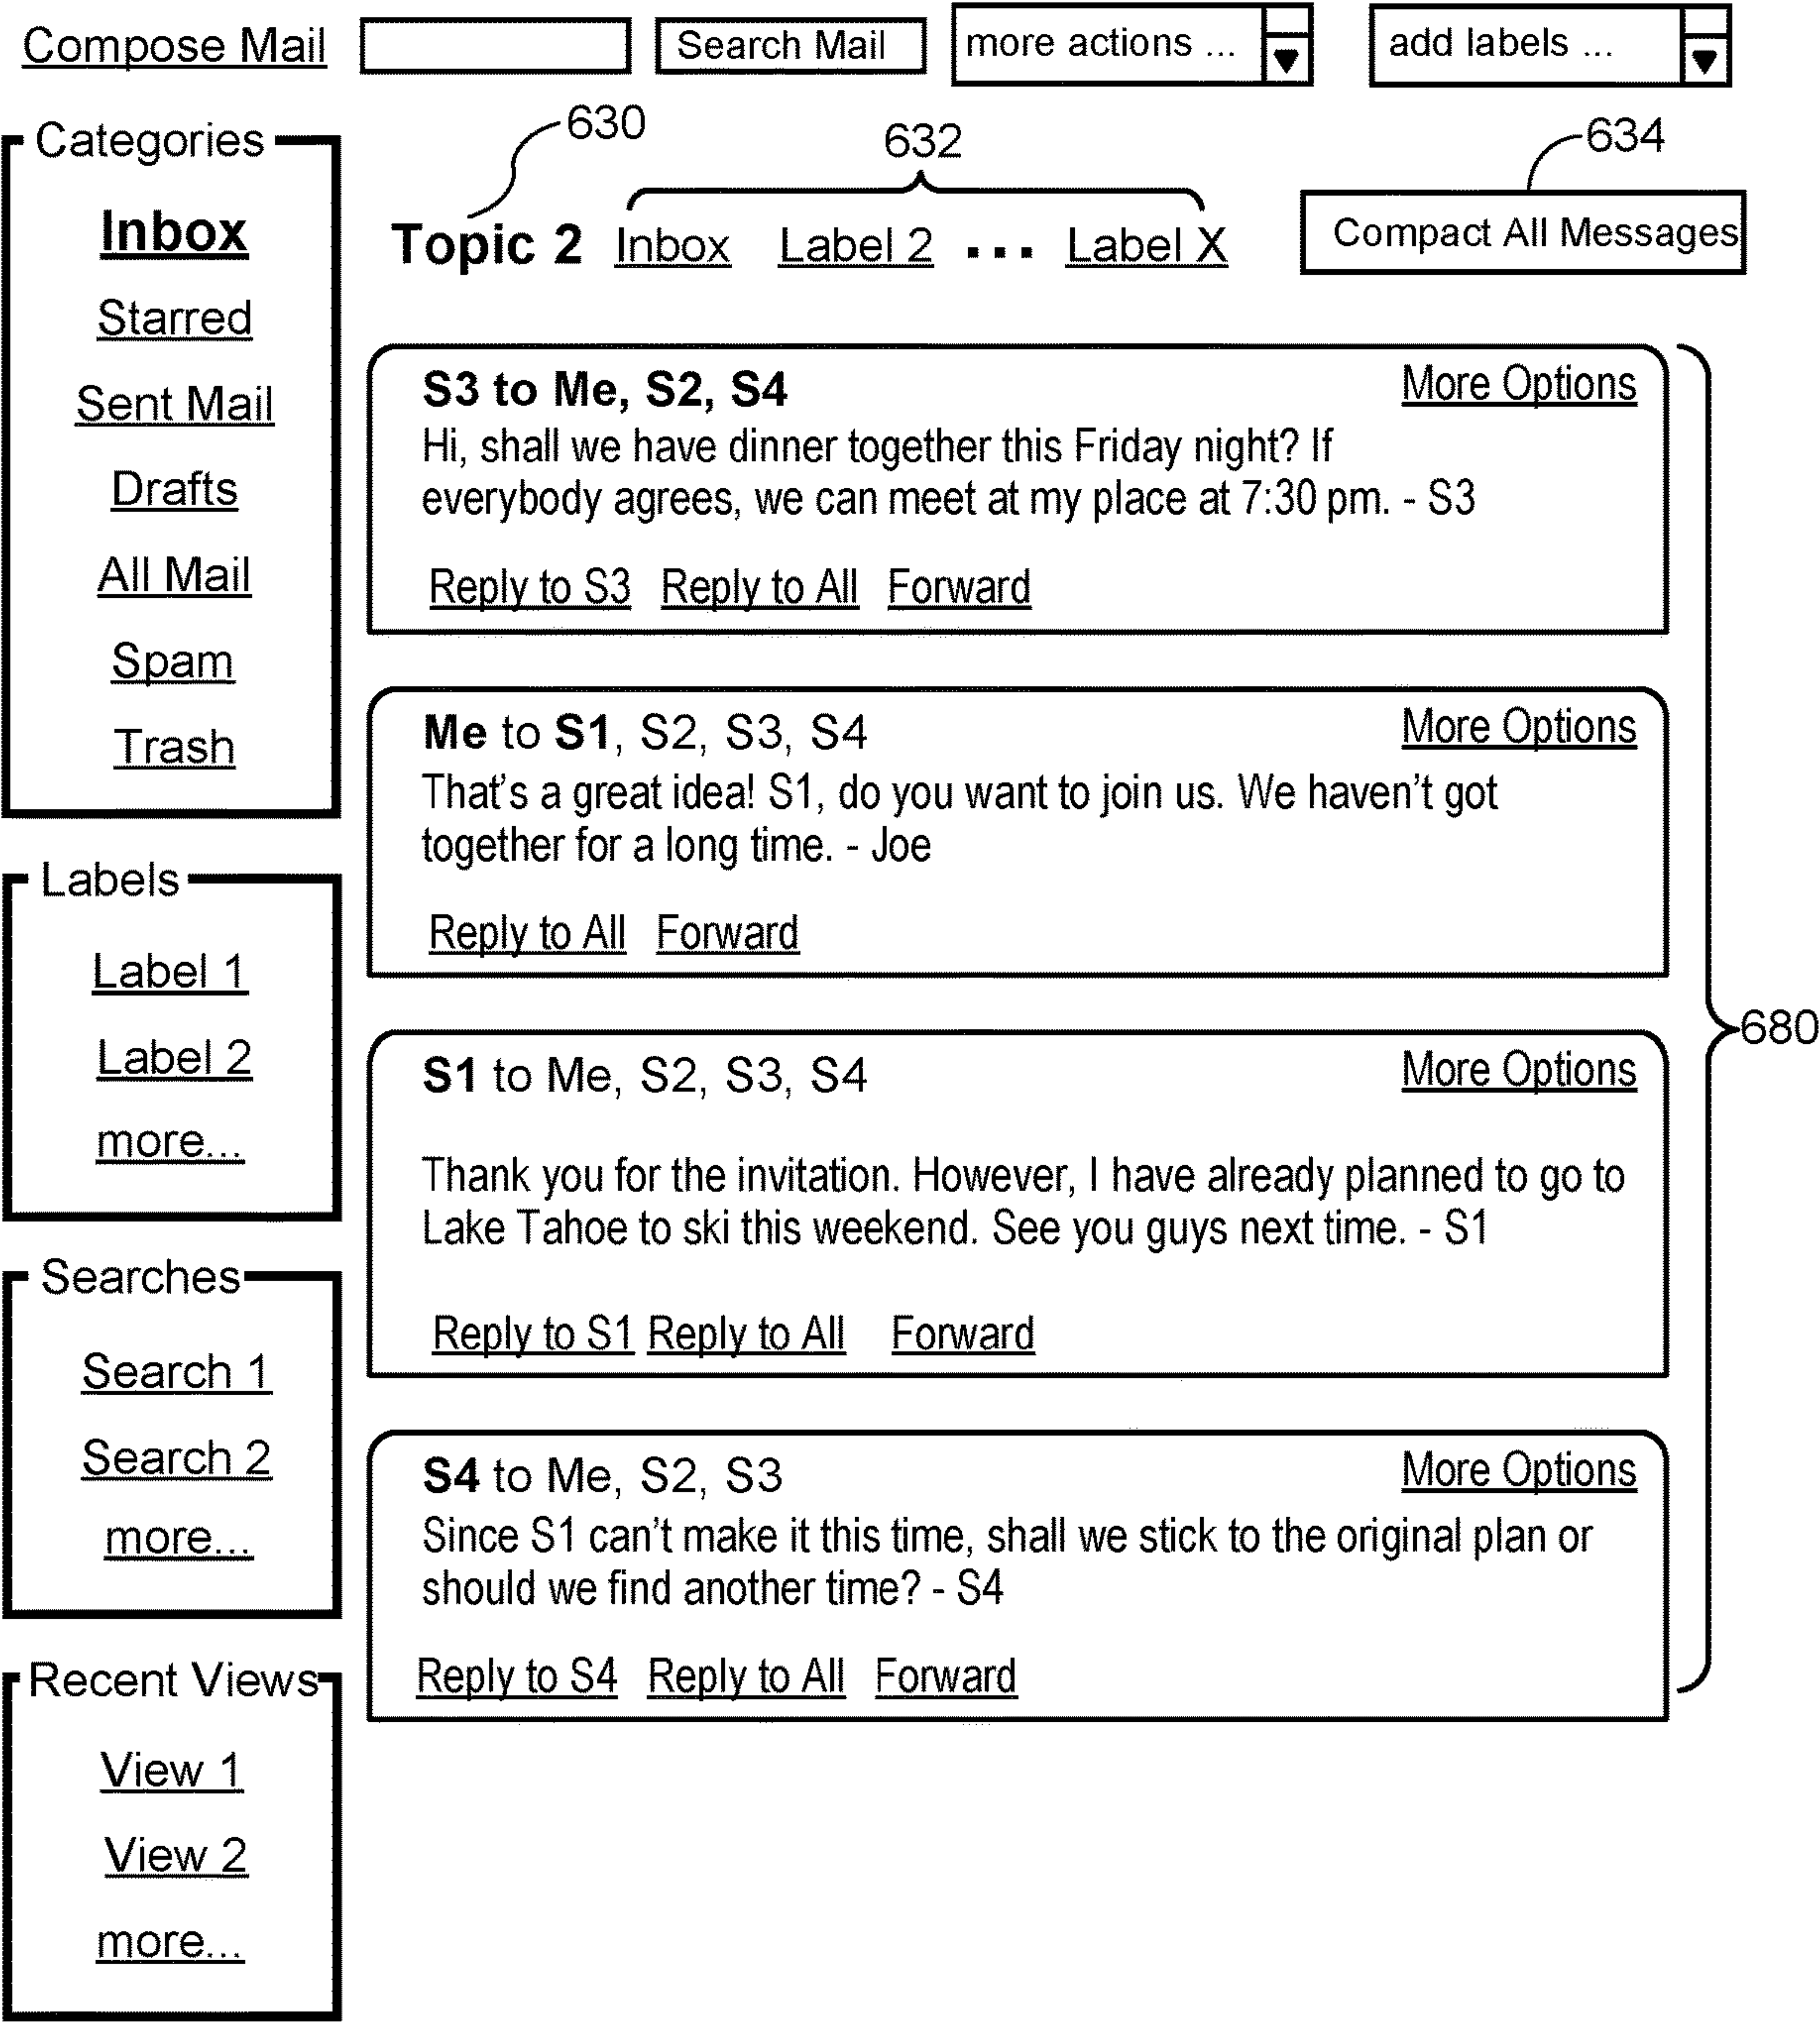 Compose Mail
Search Mail
more actions ...
add labels ...
630
632
634
Categories
Inbox
Starred
Sent Mail
Drafts
All Mail
Spam
Trash
Labels
Label 1
Label 2
more...
Searches
Search 1
Search 2
more...
Recent Views
View 1
View 2
more...
Topic 2 Inbox Label 2 ... Label X
Compact All Messages
S3 to Me, S2, S4 More Options
Hi, shall we have dinner together this Friday night? If
everybody agrees, we can meet at my place at 7:30 pm. - S3
Reply to S3 Reply to All Forward
Me to S1, S2, S3, S4 More Options
That's a great idea! S1, do you want to join us. We haven't got
together for a long time. - Joe
Reply to All Forward
S1 to Me, S2, S3, S4 More Options
Thank you for the invitation. However, I have already planned to go to
Lake Tahoe to ski this weekend. See you guys next time. - S1
Reply to S1 Reply to All Forward
S4 to Me, S2, S3 More Options
Since S1 can't make it this time, shall we stick to the original plan or
should we find another time? - S4
Reply to S4 Reply to All Forward
680